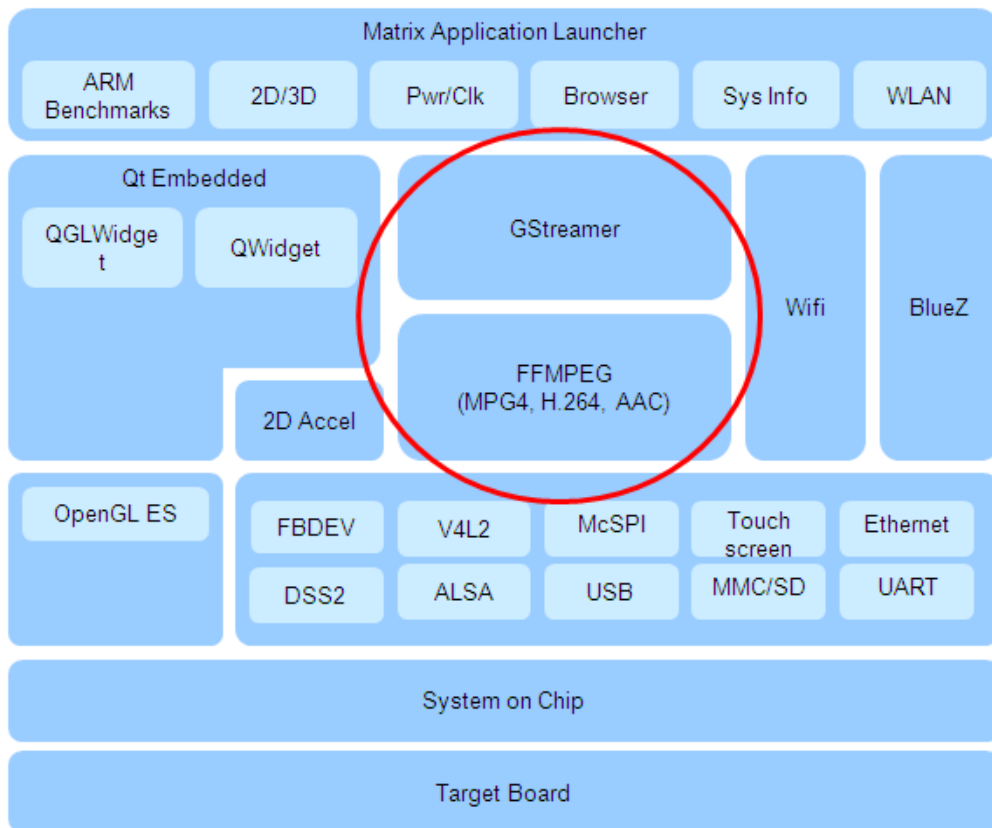 Matrix Application Launcher
ARM
Benchmarks
2D/3D
Pwr/Clk
Browser
Sys Info
WLAN
Qt Embedded
QGLWidge
t
QWidget
GStreamer
Wifi
BlueZ
FFMPEG
(MPG4, H.264, AAC)
2D Accel
OpenGL ES
FBDEV
V4L2
McSPI
Touch
screen
Ethernet
DSS2
ALSA
USB
MMC/SD
UART
System on Chip
Target Board